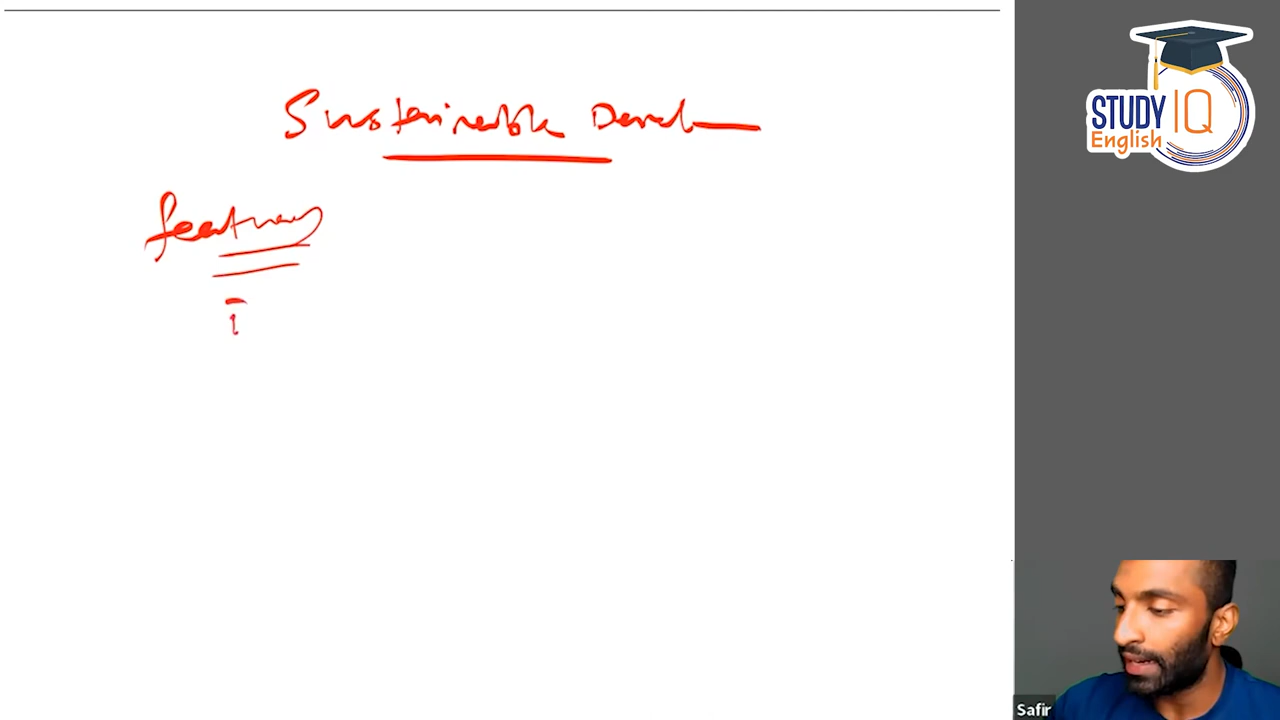 Sustainable Devel
features
i
STUDY IQ
English
Safir